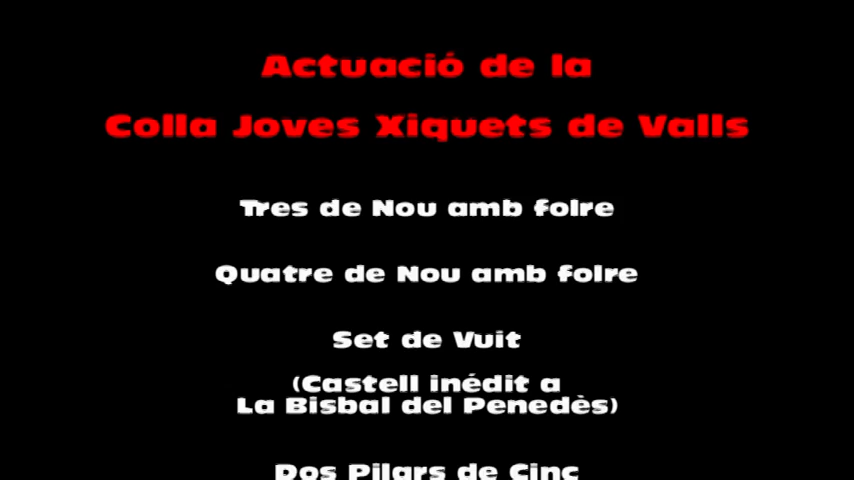 Actuació de la
Colla Joves Xiquets de Valls
Tres de Nou amb folre
Quatre de Nou amb folre
Set de Vuit
(Castell inédit a
La Bisbal del Penedès)
Dos Pilars de Cinc